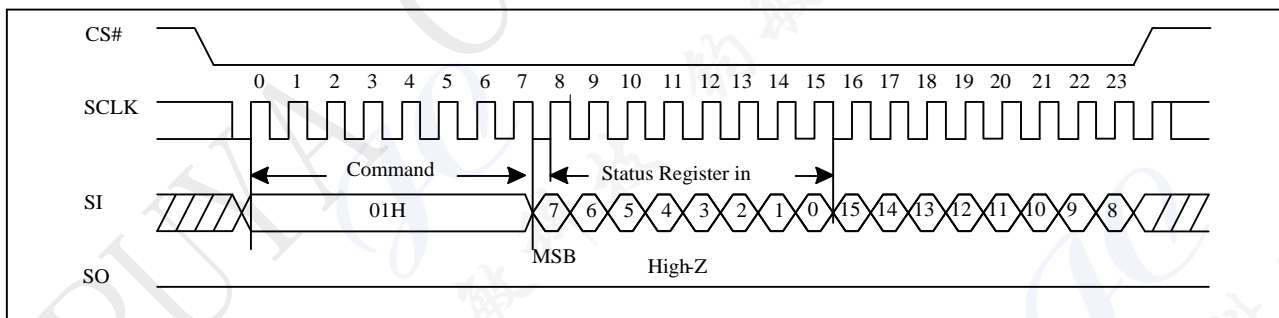 CS#
0 1 2 3 4 5 6 7 8 9 10 11 12 13 14 15 16 17 18 19 20 21 22 23
SCLK
Command
Status Register in
SI
01H
7 6 5 4 3 2 1 0 15 14 13 12 11 10 9 8
MSB
High-Z
SO
PUYA